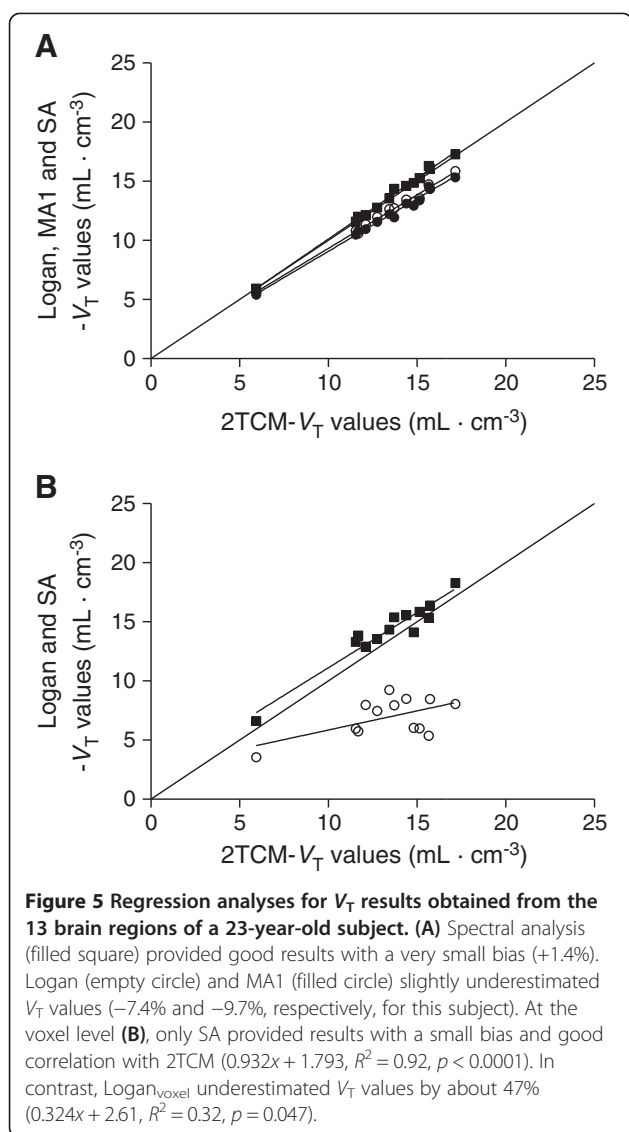 A
25
20
15
10
5
0
Logan, MA1 and SA
-VT values (mL · cm-3)
0 5 10 15 20 25
2TCM-VT values (mL · cm-3)
B
25
20
15
10
5
0
Logan and SA
-VT values (mL · cm-3)
0 5 10 15 20 25
2TCM-VT values (mL · cm-3)
Figure 5 Regression analyses for VT results obtained from the
13 brain regions of a 23-year-old subject. (A) Spectral analysis
(filled square) provided good results with a very small bias (+1.4%).
Logan (empty circle) and MA1 (filled circle) slightly underestimated
VT values (−7.4% and −9.7%, respectively, for this subject). At the
voxel level (B), only SA provided results with a small bias and good
correlation with 2TCM (0.932x + 1.793, R2 = 0.92, p < 0.0001). In
contrast, Loganvoxel underestimated VT values by about 47%
(0.324x + 2.61, R2 = 0.32, p = 0.047).